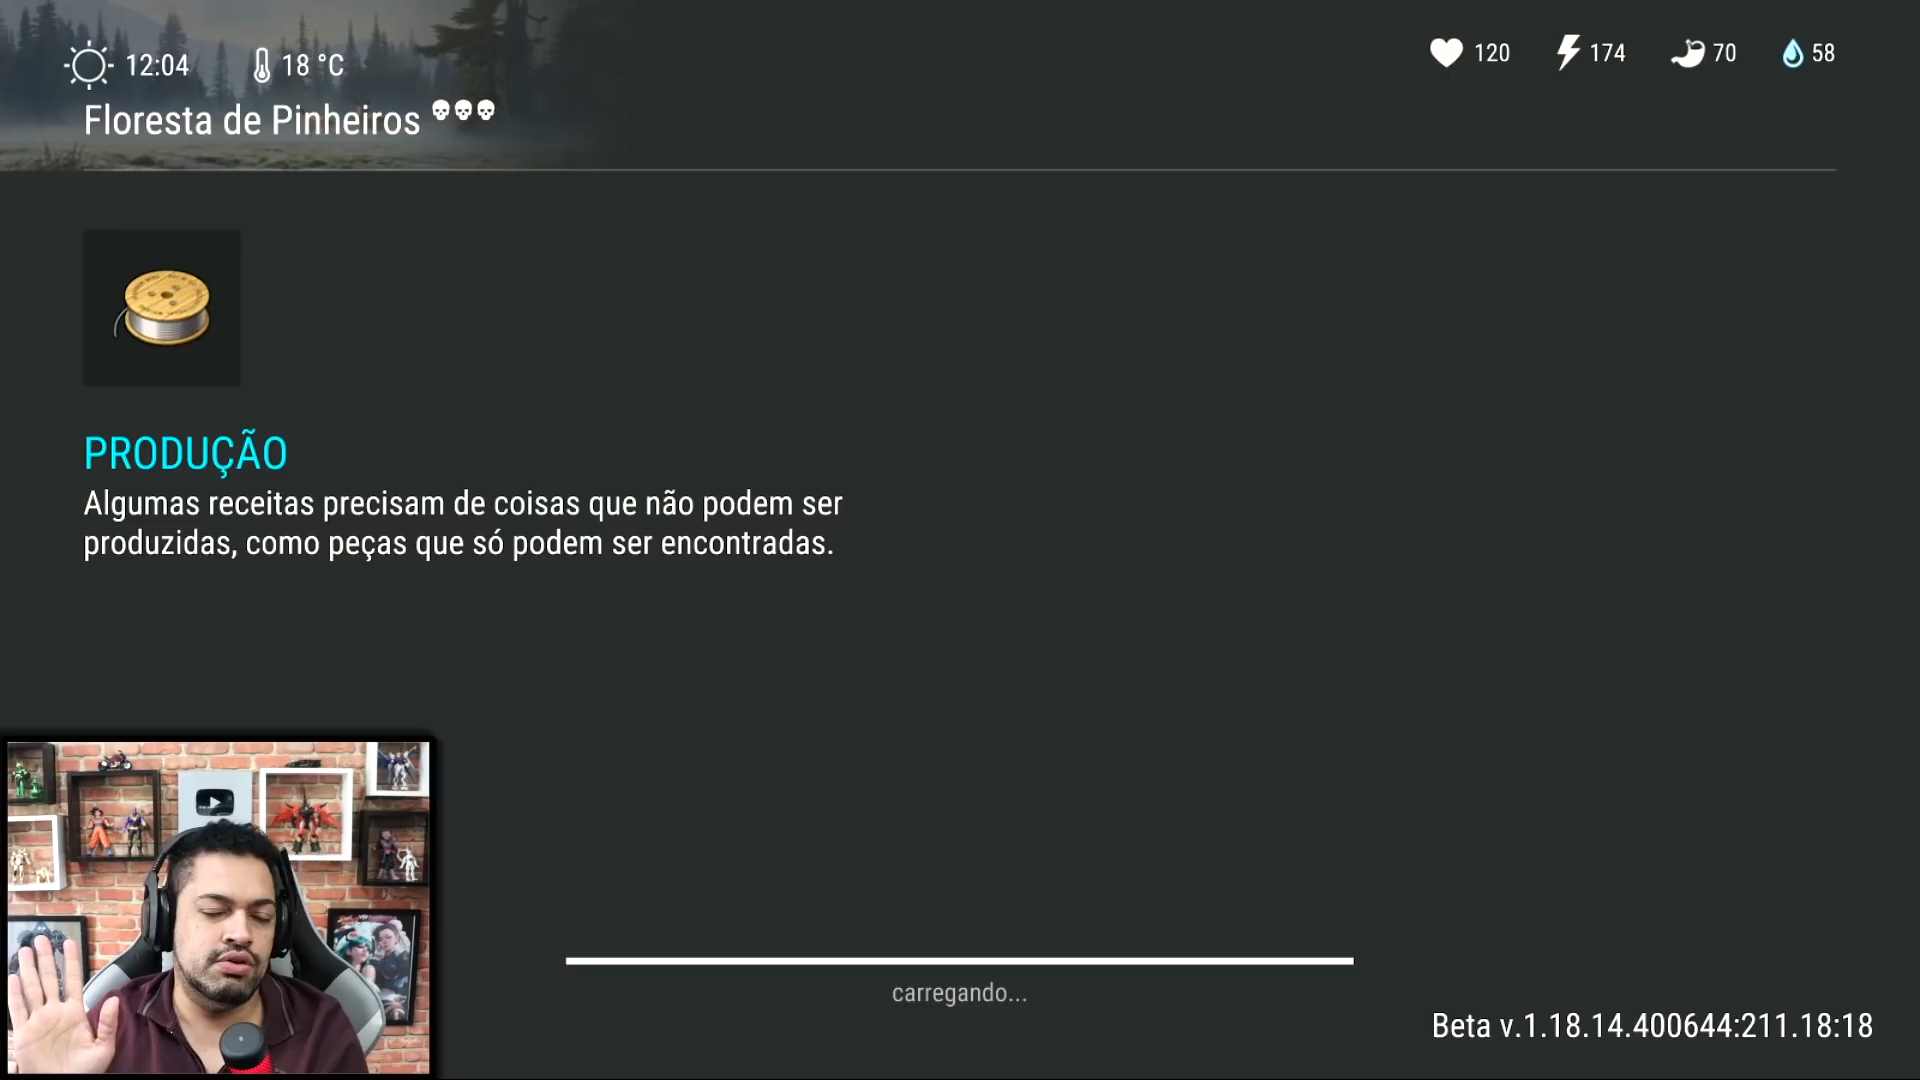 12:04
18 °C
120
174
70
58
Floresta de Pinheiros
PRODUÇÃO
Algumas receitas precisam de coisas que não podem ser
produzidas, como peças que só podem ser encontradas.
carregando...
Beta v.1.18.14.400644:211.18:18